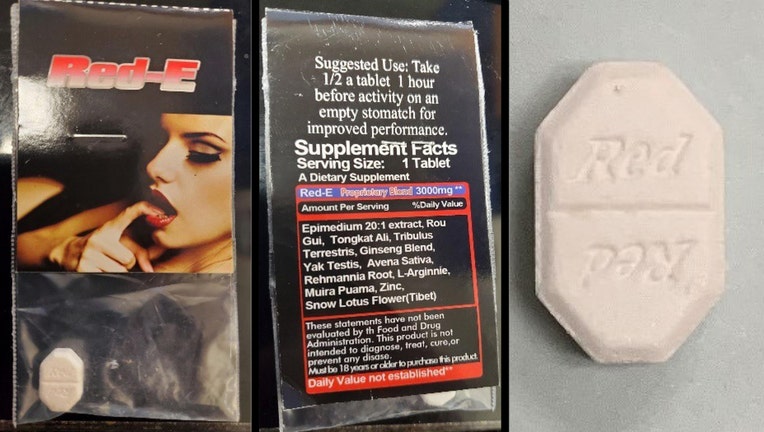 Red-E
Red
Red
Suggested Use: Take
1/2 a tablet 1 hour
before activity on an
empty stomatch for
improved performance.
Supplement Facts
Serving Size: 1 Tablet
A Dietary Supplement
Red-E Proprietary Blend 3000mg **
Amount Per Serving %Daily Value
Epimedium 20:1 extract, Rou
Gui, Tongkat Ali, Tribulus
Terrestris, Ginseng Blend,
Yak Testis, Avena Sativa,
Rehmannia Root, L-Arginnie,
Muira Puama, Zinc,
Snow Lotus Flower(Tibet)
These statements have not been
evaluated by th Food and Drug
Administration. This product is not
intended to diagnose, treat, cure,or
prevent any disase.
Must be 18 years or older to purchase this product.
Daily Value not established**
Red
Red